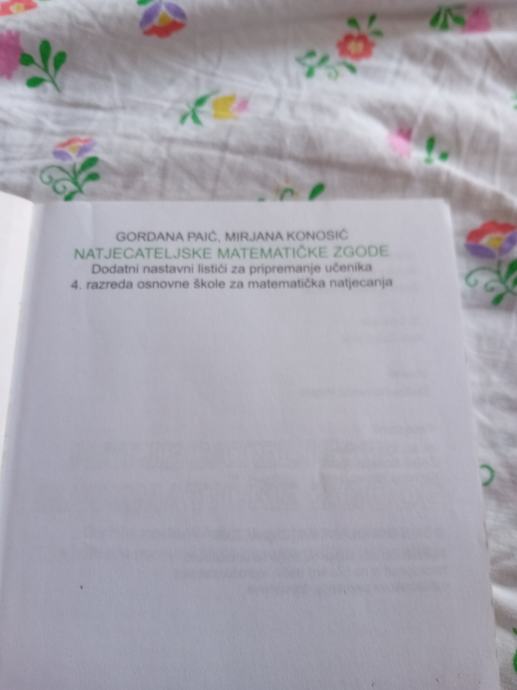 GORDANA PAIĆ, MIRJANA KONOSIĆ
NATJECATELJSKE MATEMATIČKE ZGODE
Dodatni nastavni listići za pripremanje učenika
4. razreda osnovne škole za matematička natjecanja